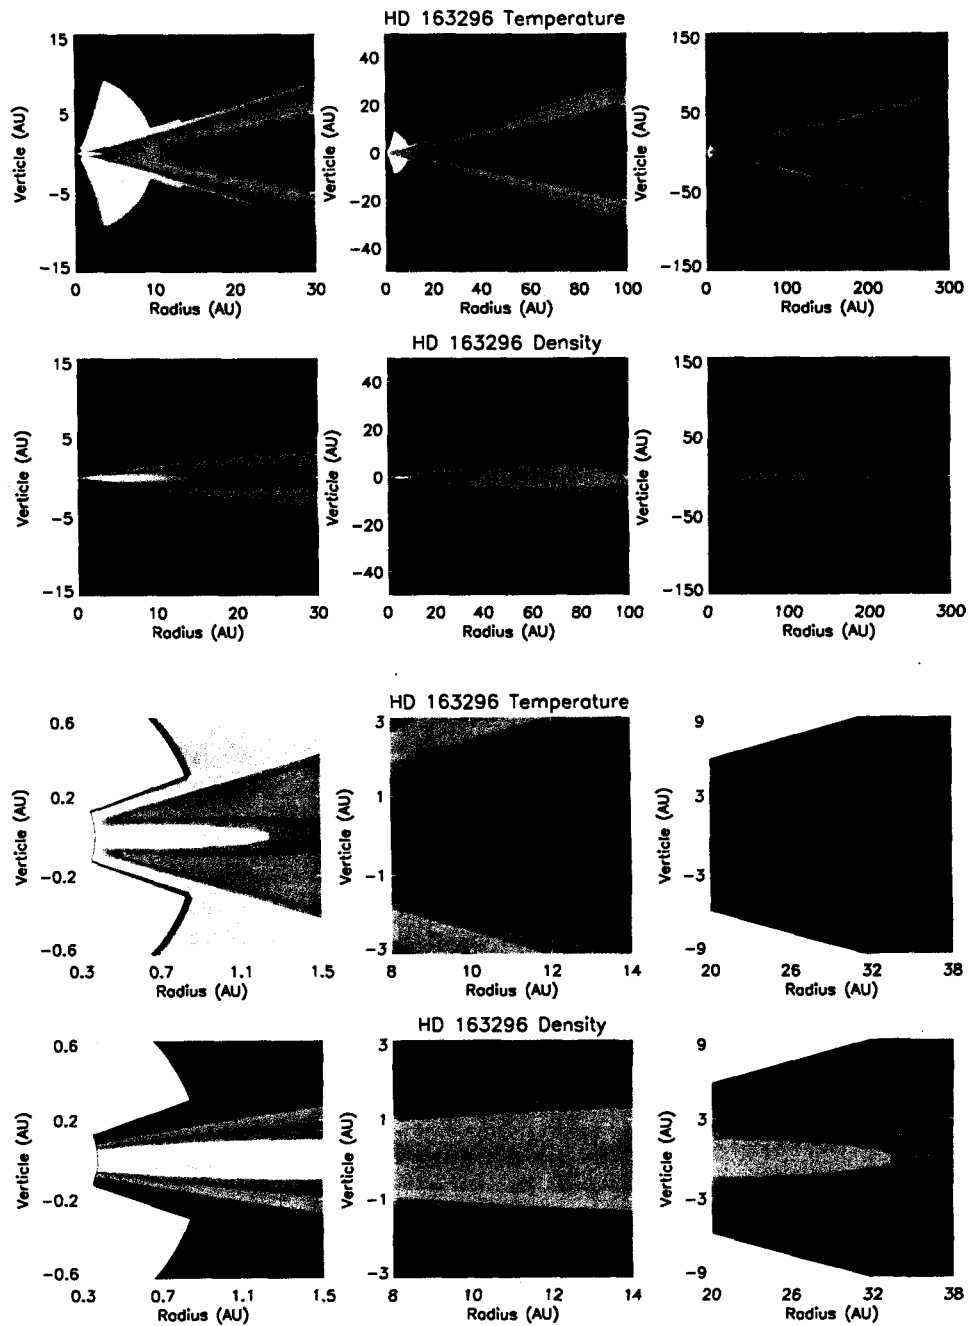 HD 163296 Temperature
15
5
-5
-15
Verticle (AU)
0 10 20 30
Radius (AU)
40
20
0
-20
-40
Verticle (AU)
0 20 40 60 80 100
Radius (AU)
150
50
-50
-150
Verticle (AU)
0 100 200 300
Radius (AU)
HD 163296 Density
15
5
-5
-15
Verticle (AU)
0 10 20 30
Radius (AU)
40
20
0
-20
-40
Verticle (AU)
0 20 40 60 80 100
Radius (AU)
150
50
-50
-150
Verticle (AU)
0 100 200 300
Radius (AU)
HD 163296 Temperature
0.6
0.2
-0.2
-0.6
Verticle (AU)
0.3 0.7 1.1 1.5
Radius (AU)
3
1
-1
-3
Verticle (AU)
8 10 12 14
Radius (AU)
9
3
-3
-9
Verticle (AU)
20 26 32 38
Radius (AU)
HD 163296 Density
0.6
0.2
-0.2
-0.6
Verticle (AU)
0.3 0.7 1.1 1.5
Radius (AU)
3
1
-1
-3
Verticle (AU)
8 10 12 14
Radius (AU)
9
3
-3
-9
Verticle (AU)
20 26 32 38
Radius (AU)